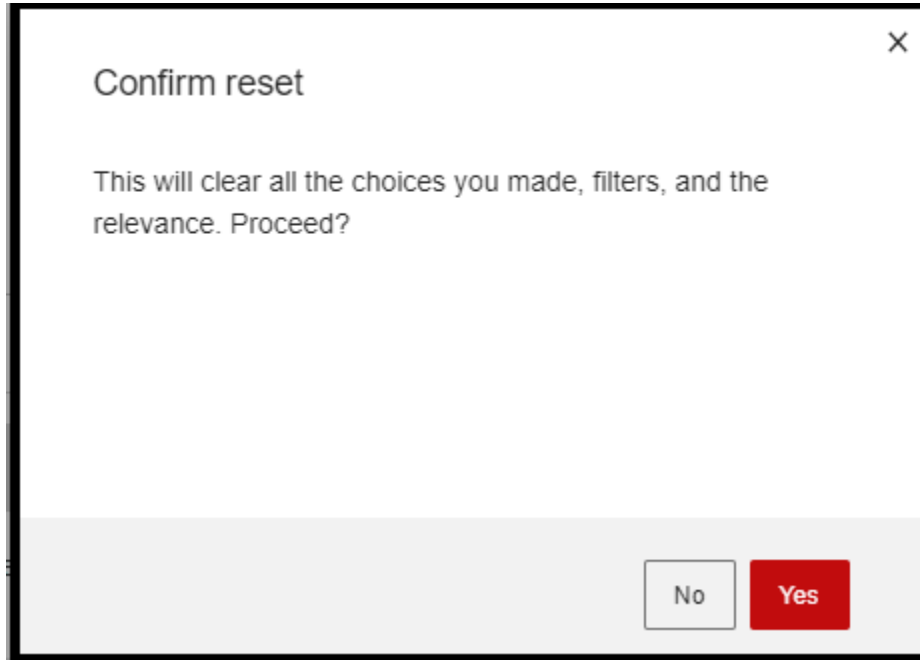 Confirm reset
This will clear all the choices you made, filters, and the
relevance. Proceed?
No
Yes